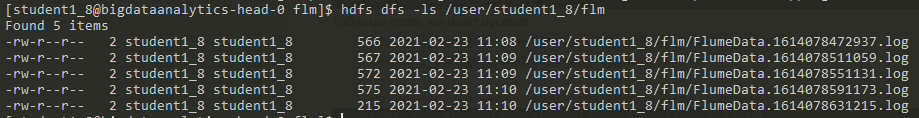 [student1_8@bigdataanalytics-head-0 flm]$ hdfs dfs -ls /user/student1_8/flm
Found 5 items
-rw-r--r--   2 student1_8 student1_8        566 2021-02-23 11:08 /user/student1_8/flm/FlumeData.1614078472937.log
-rw-r--r--   2 student1_8 student1_8        567 2021-02-23 11:09 /user/student1_8/flm/FlumeData.1614078511059.log
-rw-r--r--   2 student1_8 student1_8        572 2021-02-23 11:09 /user/student1_8/flm/FlumeData.1614078551131.log
-rw-r--r--   2 student1_8 student1_8        575 2021-02-23 11:10 /user/student1_8/flm/FlumeData.1614078591173.log
-rw-r--r--   2 student1_8 student1_8        215 2021-02-23 11:10 /user/student1_8/flm/FlumeData.1614078631215.log